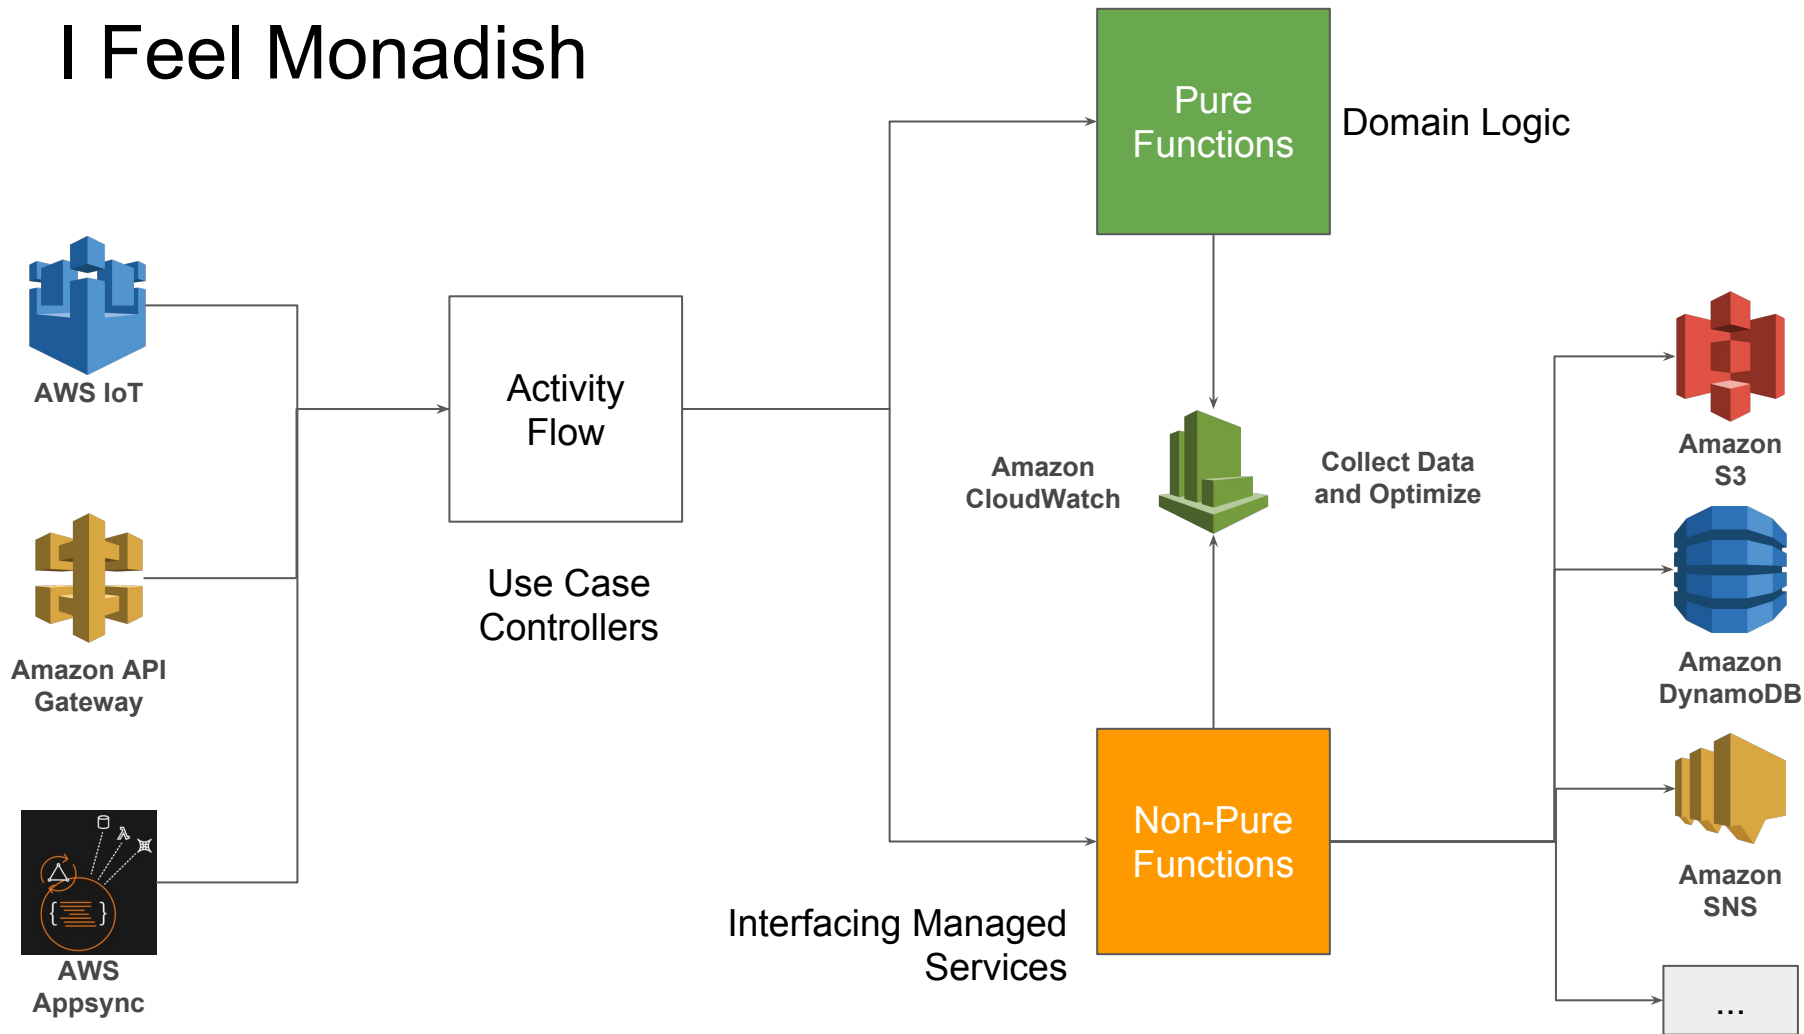 I Feel Monadish
Pure
Functions
Domain Logic
AWS IoT
Activity
Flow
Use Case
Controllers
Amazon API
Gateway
AWS
Appsync
Amazon
CloudWatch
Collect Data
and Optimize
Non-Pure
Functions
Interfacing Managed
Services
Amazon
S3
Amazon
DynamoDB
Amazon
SNS
...